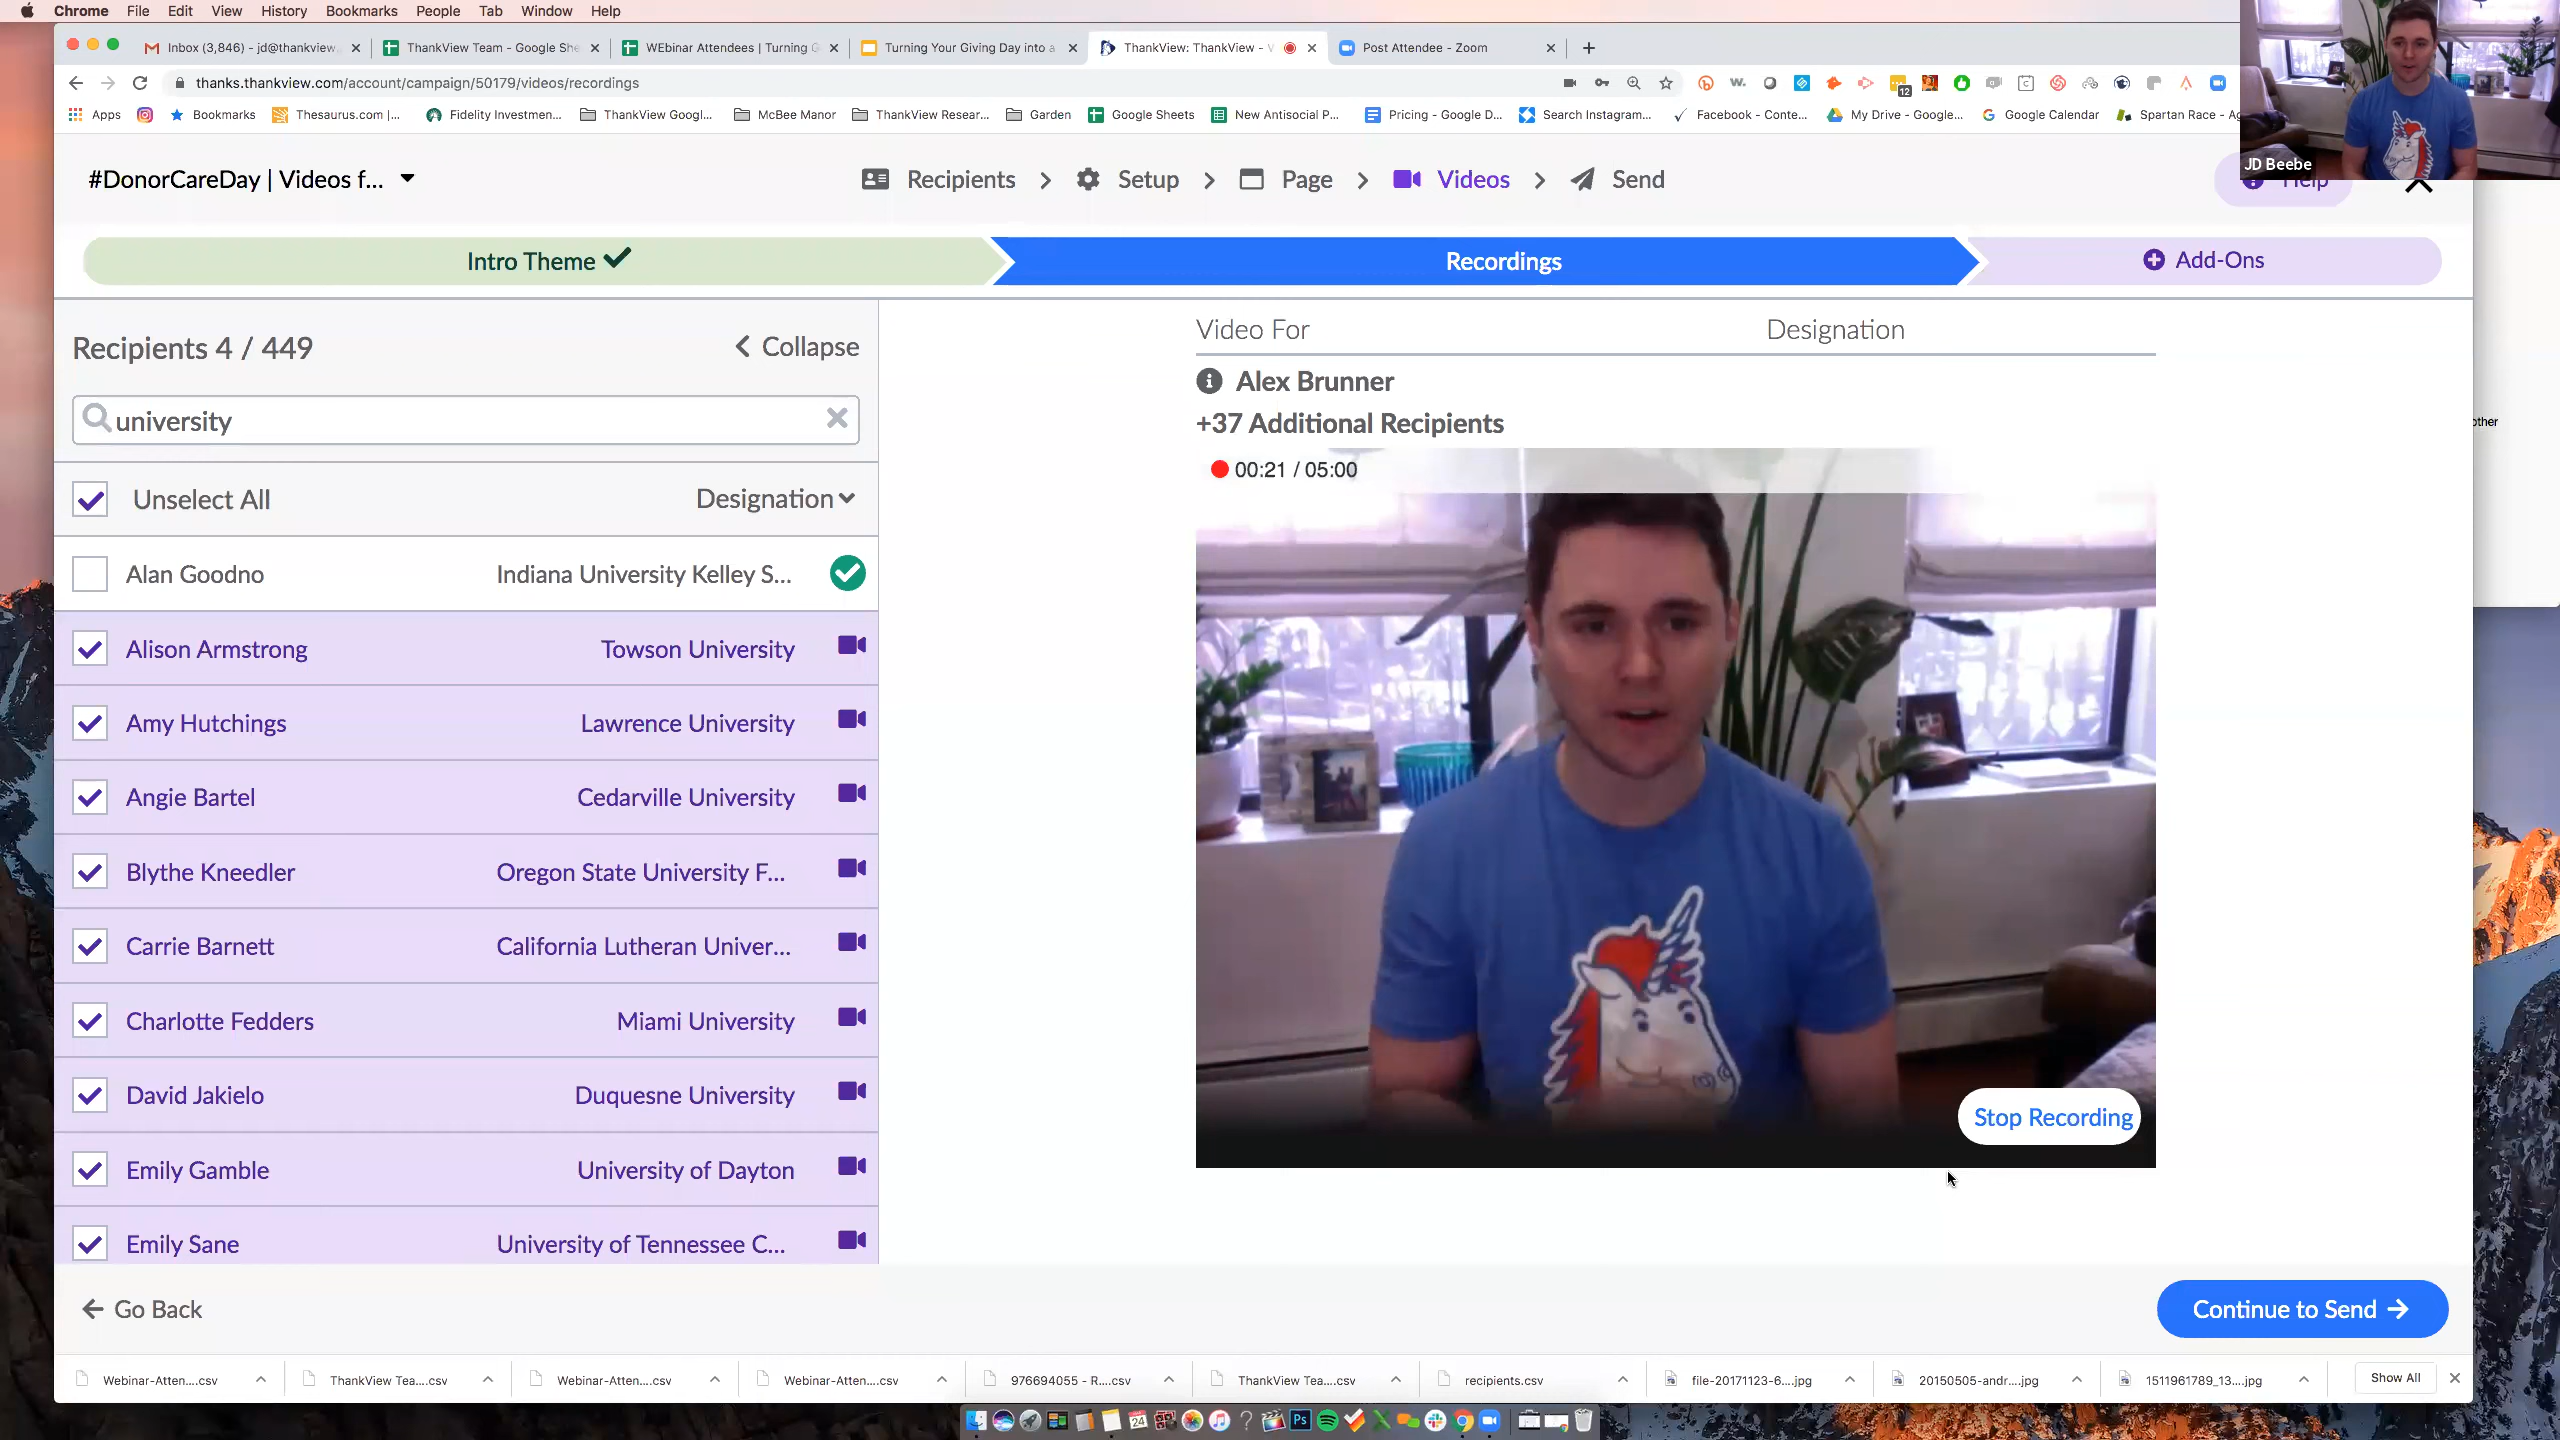 Chrome File Edit View History Bookmarks People Tab Window Help
Inbox (3,846) - jd@thankview.
ThankView Team - Google She
WEbinar Attendees | Turning G
Turning Your Giving Day into a
ThankView: ThankView - V
Post Attendee - Zoom
thanks.thankview.com/account/campaign/50179/videos/recordings
12
Apps
Bookmarks
Thesaurus.com |...
Fidelity Investmen...
ThankView Googl...
McBee Manor
ThankView Resear...
Garden
Google Sheets
New Antisocial P...
Pricing - Google D...
Search Instagram...
Facebook - Conte...
My Drive - Google...
Google Calendar
Spartan Race - Ag
JD Beebe
#DonorCareDay | Videos f...
Recipients > Setup > Page > Videos > Send
Help
Intro Theme
Recordings
Add-Ons
Recipients 4 / 449
Collapse
university
Unselect All Designation
Alan Goodno Indiana University Kelley S...
Alison Armstrong Towson University
Amy Hutchings Lawrence University
Angie Bartel Cedarville University
Blythe Kneedler Oregon State University F...
Carrie Barnett California Lutheran Univer...
Charlotte Fedders Miami University
David Jakielo Duquesne University
Emily Gamble University of Dayton
Emily Sane University of Tennessee C...
Video For Designation
Alex Brunner
+37 Additional Recipients
00:21 / 05:00
Stop Recording
other
Go Back
Continue to Send
Webinar-Atten....csv
ThankView Tea....csv
Webinar-Atten....csv
Webinar-Atten....csv
976694055 - R....csv
ThankView Tea....csv
recipients.csv
file-20171123-6....jpg
20150505-andr....jpg
1511961789_13....jpg
Show All
24
Ps